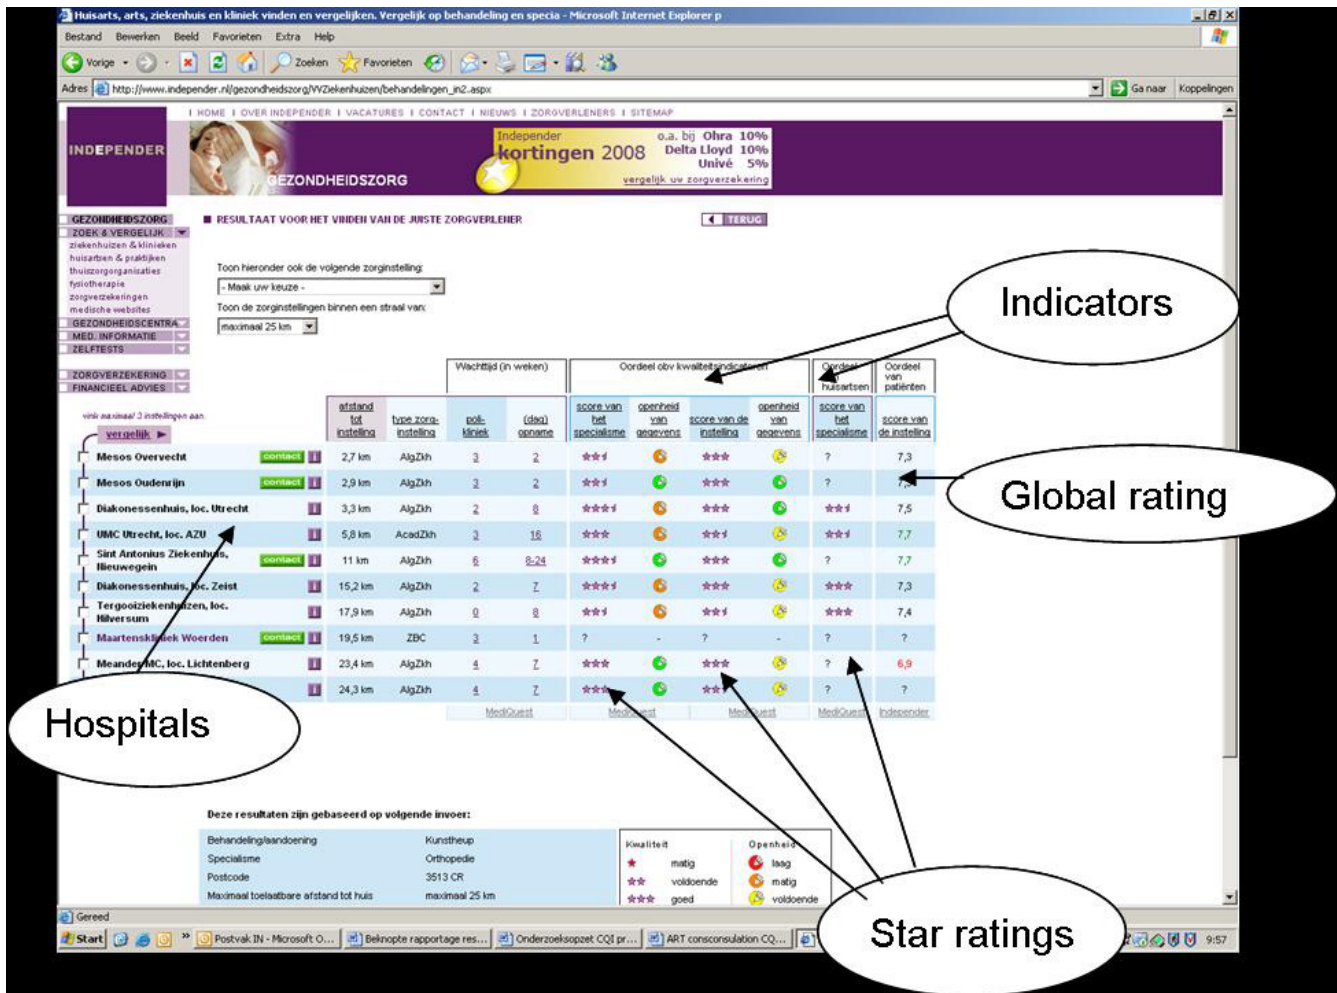 Huisarts, arts, ziekenhuis en kliniek vinden en vergelijken. Vergelijk op behandeling en specia - Microsoft Internet Explorer p
Bestand Bewerken Beeld Favorieten Extra Help
Vorige Zoeken Favorieten
Adres http://www.independer.nl/gezondheidszorg/VVZiekenhuizen/behandelingen_in2.aspx Ga naar Koppelingen
I HOME I OVER INDEPENDER I VACATURES I CONTACT I NIEUWS I ZORGVERLENERS I SITEMAP
INDEPENDER
GEZONDHEIDSZORG
Independer
kortingen 2008
o.a. bij Ohra 10%
Delta Lloyd 10%
Univé 5%
vergelijk uw zorgverzekering
GEZONDHEIDSZORG
ZOEK & VERGELIJK
ziekenhuizen & klinieken
huisartsen & praktijken
thuiszorgorganisaties
fysiotherapie
zorgverzekeringen
medische websites
GEZONDHEIDSCENTRA
MED. INFORMATIE
ZELFTESTS
ZORGVERZEKERING
FINANCIEEL ADVIES
RESULTAAT VOOR HET VINDEN VAN DE JUISTE ZORGVERLENER
TERUG
Toon hieronder ook de volgende zorginstelling:
- Maak uw keuze -
Toon de zorginstellingen binnen een straal van:
maximaal 25 km
Indicators
Wachttijd (in weken) Oordeel obv kwaliteitsindicatoren Oordeel huisartsen Oordeel van patiënten
vink maximaal 3 instellingen aan.
vergelijk
afstand tot instelling type zorg-instelling poli-kliniek (dag) opname score van het specialisme openheid van gegevens score van de instelling openheid van gegevens score van het specialisme score van de instelling
Mesos Overvecht contact i 2,7 km AlgZkh 3 2 ? 7,3
Mesos Oudenrijn contact i 2,9 km AlgZkh 3 2 ?
Global rating
Diakonessenhuis, loc. Utrecht i 3,3 km AlgZkh 2 8 7,5
UMC Utrecht, loc. AZU i 5,8 km AcadZkh 3 16 7,7
Sint Antonius Ziekenhuis, Nieuwegein contact i 11 km AlgZkh 6 8-24 ? 7,7
Diakonessenhuis, loc. Zeist i 15,2 km AlgZkh 2 7 7,3
Tergooiziekenhuizen, loc. Hilversum i 17,9 km AlgZkh 0 8 7,4
Maartenskliniek Woerden contact i 19,5 km ZBC 3 1 ? - ? - ? ?
Meander MC, loc. Lichtenberg i 23,4 km AlgZkh 4 7 ? 6,9
i 24,3 km AlgZkh 4 7 ? ?
MediQuest MediQuest MediQuest MediQuest Independer
Hospitals
Deze resultaten zijn gebaseerd op volgende invoer:
Behandeling/aandoening Kunstheup
Specialisme Orthopedie
Postcode 3513 CR
Maximaal toelaatbare afstand tot huis maximaal 25 km
Kwaliteit Openheid
matig laag
voldoende matig
goed voldoende
Star ratings
Gereed
Start Postvak IN - Microsoft O... Beknopte rapportage res... Onderzoeksopzet CQI pr... ART consconsulation CQ... 9:57